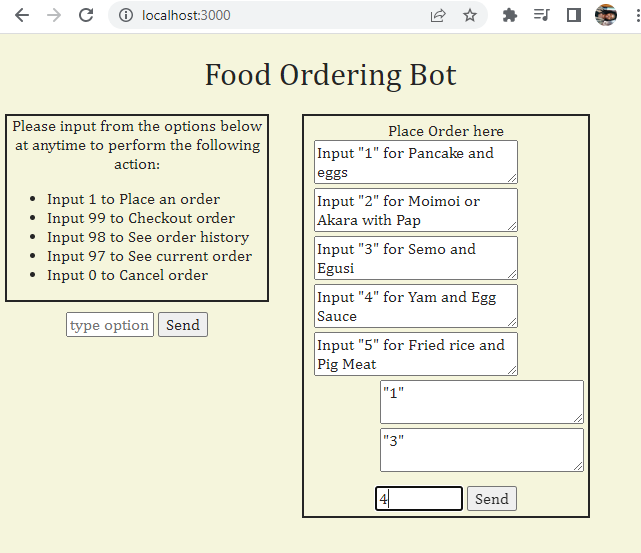 localhost:3000
Food Ordering Bot
Please input from the options below
at anytime to perform the following
action:
Input 1 to Place an order
Input 99 to Checkout order
Input 98 to See order history
Input 97 to See current order
Input 0 to Cancel order
type option
Send
Place Order here
Input "1" for Pancake and
eggs
Input "2" for Moimoi or
Akara with Pap
Input "3" for Semo and
Egusi
Input "4" for Yam and Egg
Sauce
Input "5" for Fried rice and
Pig Meat
"1"
"3"
4
Send